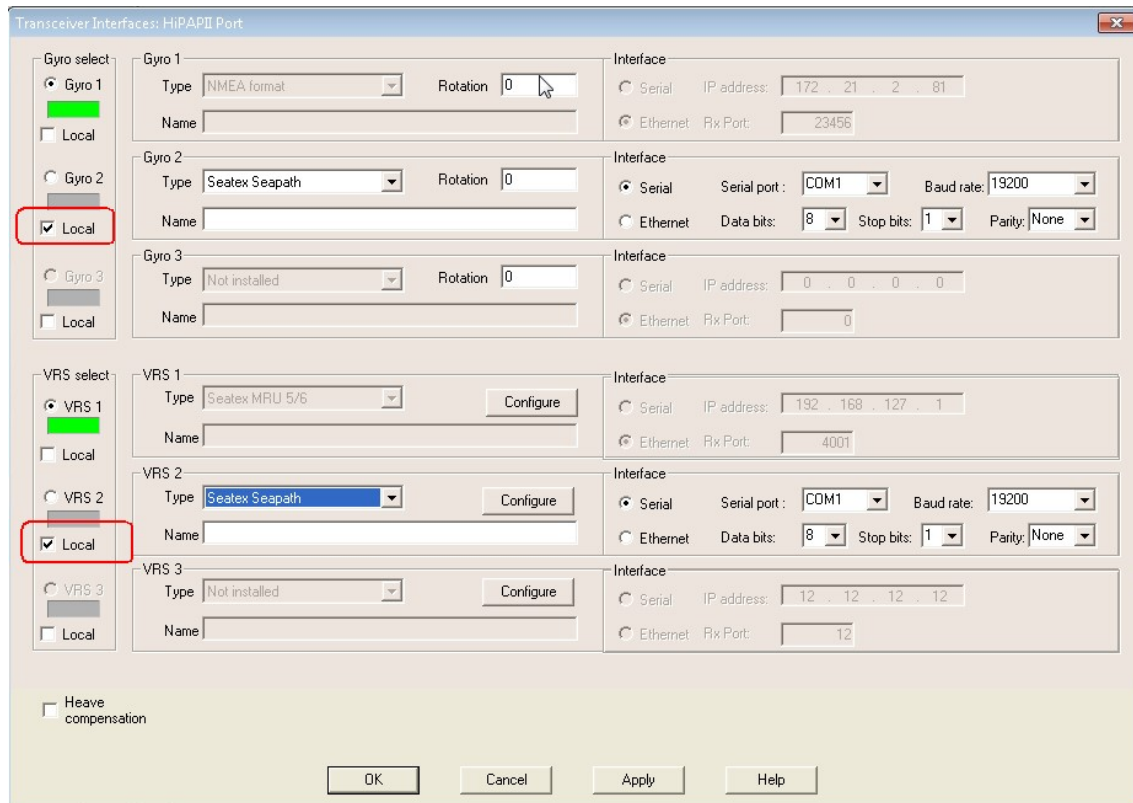 Transceiver Interfaces: HiPAPII Port
Gyro select
Gyro 1
Local
Gyro 2
Local
Gyro 3
Local
Gyro 1
Type NMEA format Rotation 0
Name
Interface
Serial IP address: 172 . 21 . 2 . 81
Ethernet Rx Port: 23456
Gyro 2
Type Seatex Seapath Rotation 0
Name
Interface
Serial Serial port : COM1 Baud rate: 19200
Ethernet Data bits: 8 Stop bits: 1 Parity: None
Gyro 3
Type Not installed Rotation 0
Name
Interface
Serial IP address: 0 . 0 . 0 . 0
Ethernet Rx Port: 0
VRS select
VRS 1
Local
VRS 2
Local
VRS 3
Local
VRS 1
Type Seatex MRU 5/6 Configure
Name
Interface
Serial IP address: 192 . 168 . 127 . 1
Ethernet Rx Port: 4001
VRS 2
Type Seatex Seapath Configure
Name
Interface
Serial Serial port : COM1 Baud rate: 19200
Ethernet Data bits: 8 Stop bits: 1 Parity: None
VRS 3
Type Not installed Configure
Name
Interface
Serial IP address: 12 . 12 . 12 . 12
Ethernet Rx Port: 12
Heave
compensation
OK Cancel Apply Help